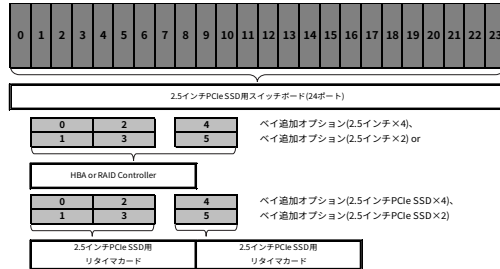 0 1 2 3 4 5 6 7 8 9 10 11 12 13 14 15 16 17 18 19 20 21 22 23
2.5インチPCIe SSD用スイッチボード(24ポート)
0 2 4 ベイ追加オプション(2.5インチ×4)、
1 3 5 ベイ追加オプション(2.5インチ×2) or
HBA or RAID Controller
0 2 4 ベイ追加オプション(2.5インチPCIe SSD×4)、
1 3 5 ベイ追加オプション(2.5インチPCIe SSD×2)
2.5インチPCIe SSD用 2.5インチPCIe SSD用
リタイマカード リタイマカード